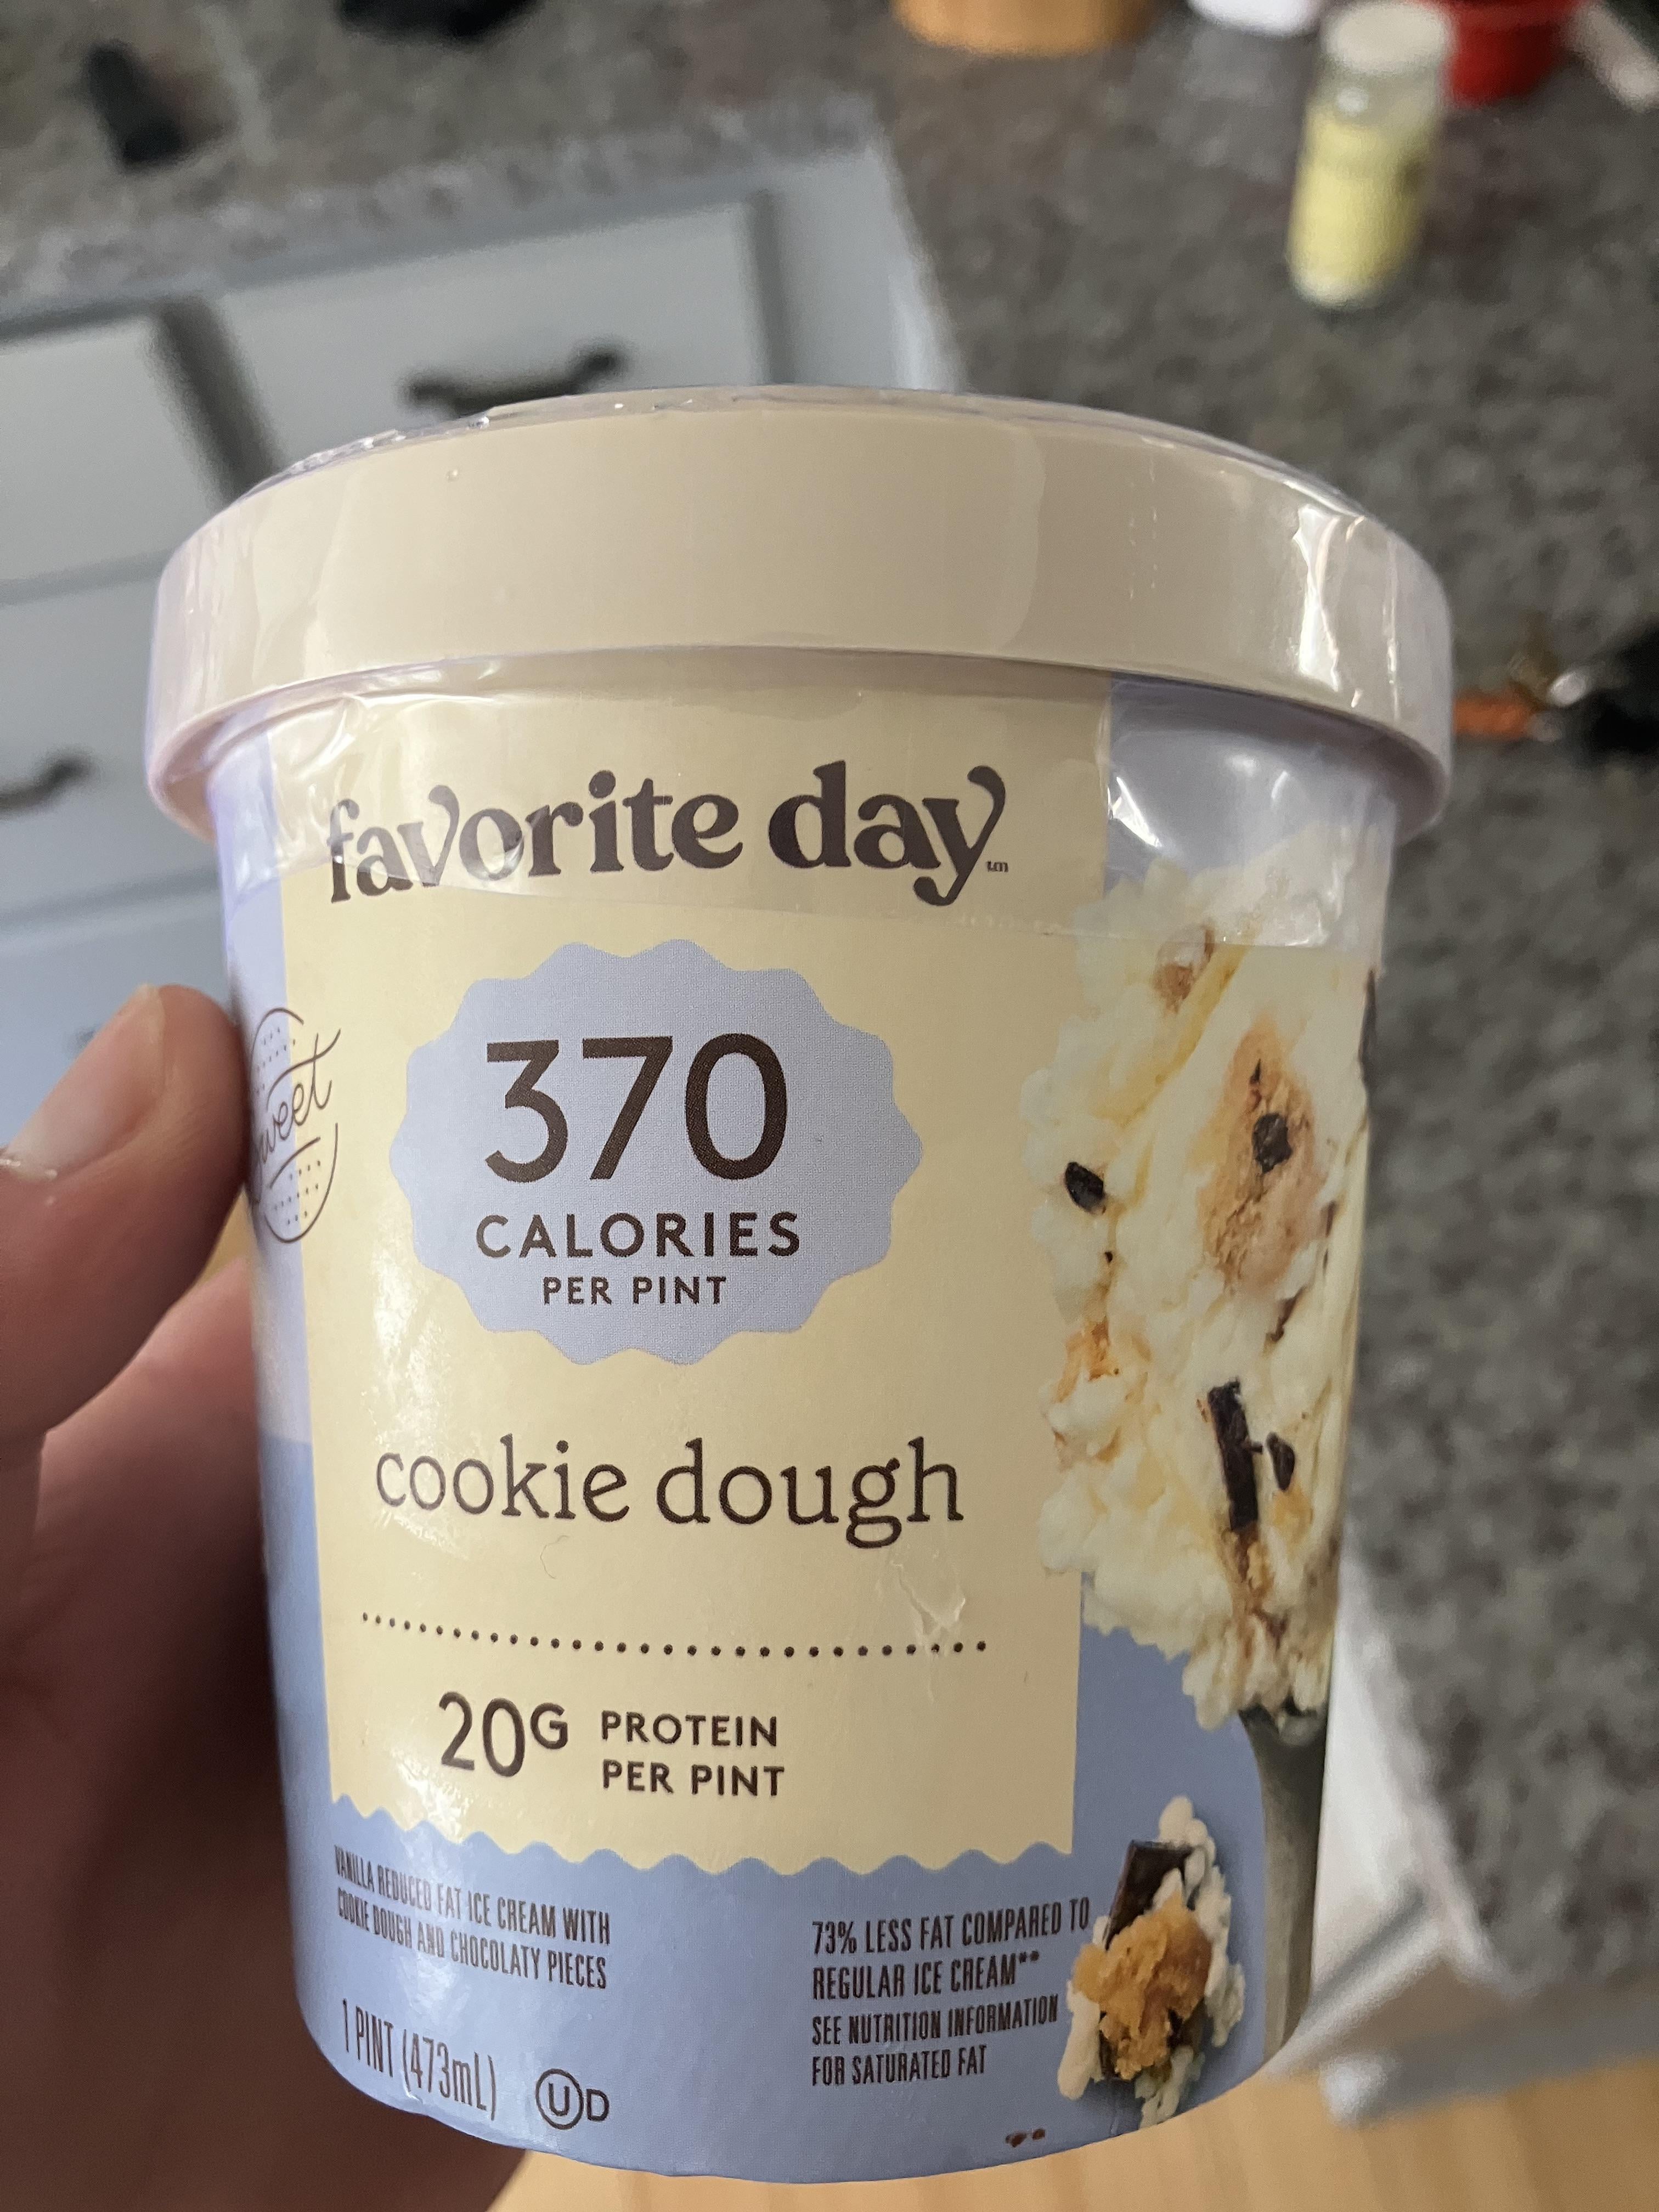 favorite day™
370
CALORIES
PER PINT
cookie dough
20G PROTEIN
PER PINT
VANILLA REDUCED FAT ICE CREAM WITH
COOKIE DOUGH AND CHOCOLATY PIECES
1 PINT (473mL)
UD
73% LESS FAT COMPARED TO
REGULAR ICE CREAM**
SEE NUTRITION INFORMATION
FOR SATURATED FAT